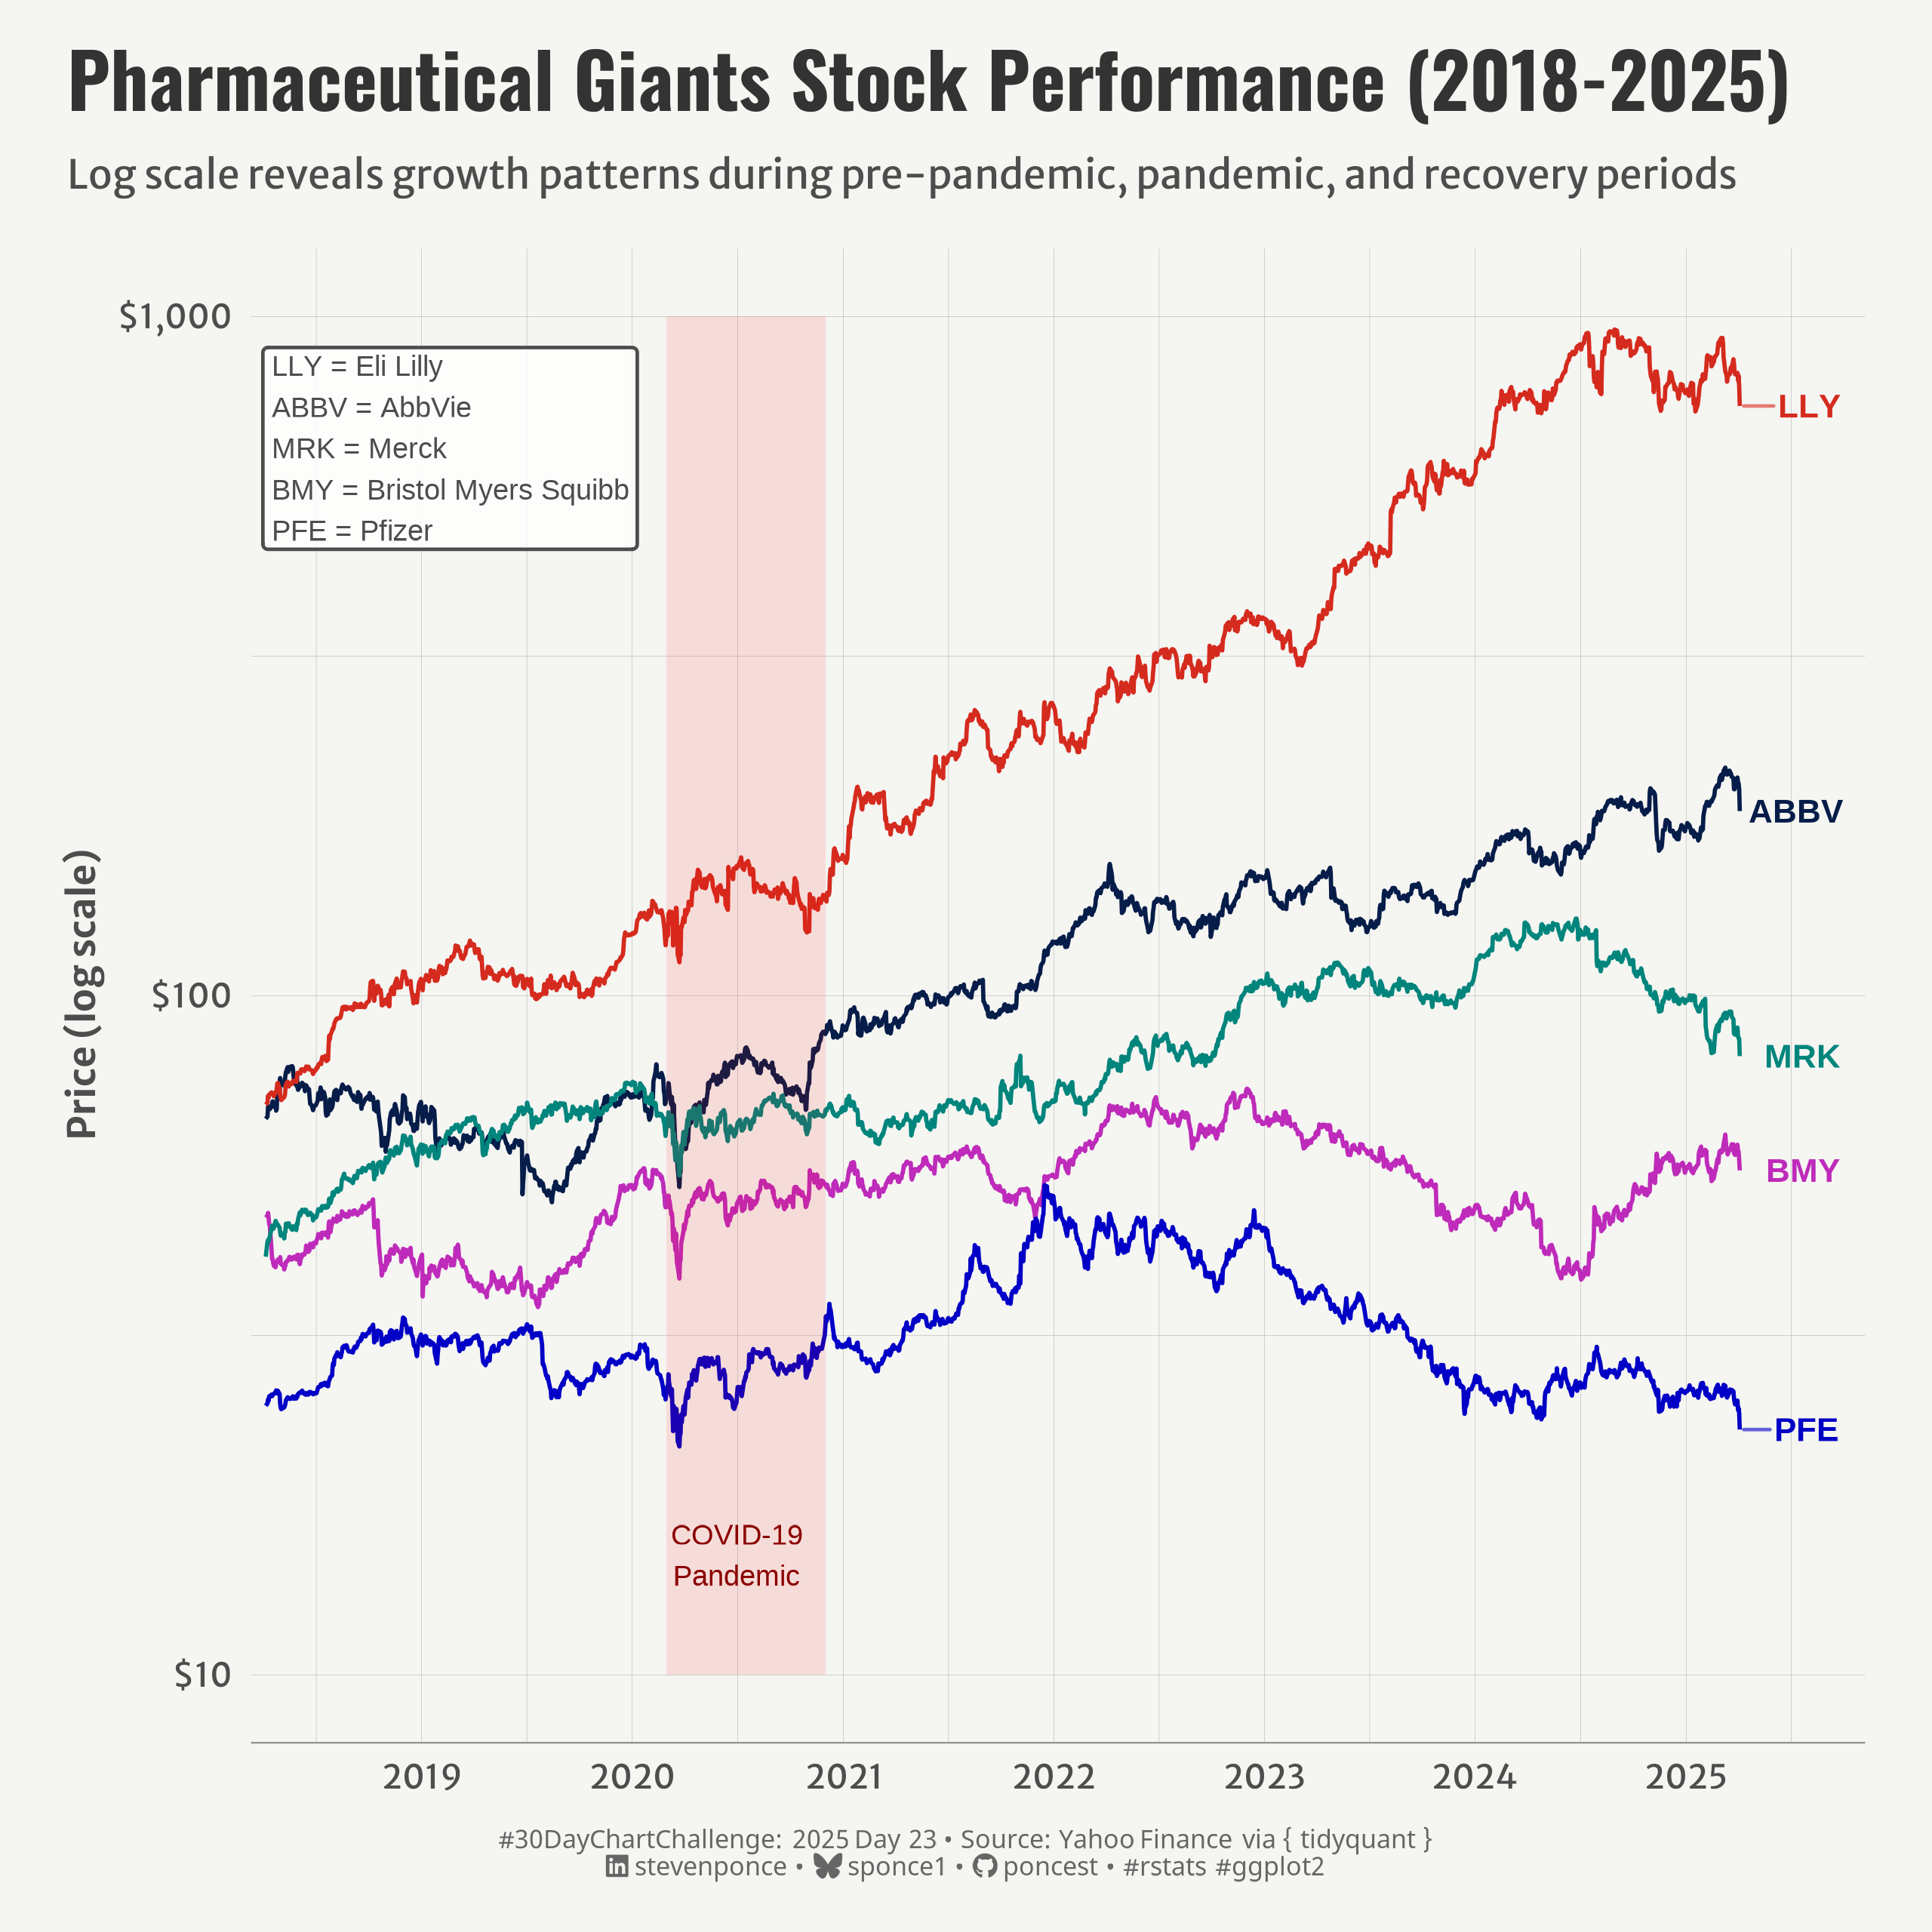 Pharmaceutical Giants Stock Performance (2018-2025)
Log scale reveals growth patterns during pre-pandemic, pandemic, and recovery periods
$1,000
LLY = Eli Lilly
ABBV = AbbVie
MRK = Merck
BMY = Bristol Myers Squibb
PFE = Pfizer
LLY
ABBV
Price (log scale)
$100
MRK
BMY
PFE
COVID-19
Pandemic
$10
2019 2020 2021 2022 2023 2024 2025
#30DayChartChallenge: 2025 Day 23 • Source: Yahoo Finance via { tidyquant }
stevenponce • sponce1 • poncest • #rstats #ggplot2